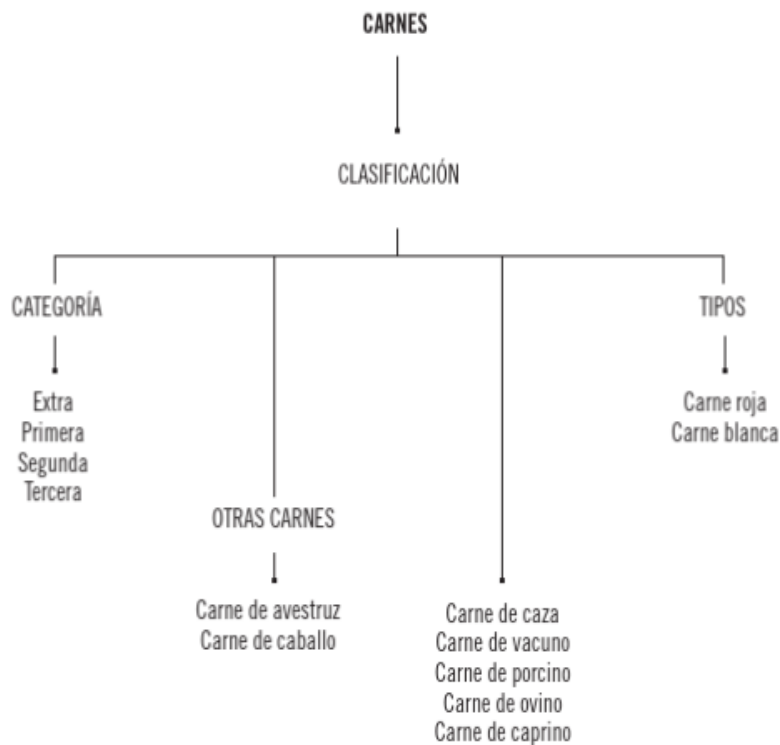 CARNES
CLASIFICACIÓN
CATEGORÍA
Extra
Primera
Segunda
Tercera
OTRAS CARNES
Carne de avestruz
Carne de caballo
Carne de caza
Carne de vacuno
Carne de porcino
Carne de ovino
Carne de caprino
TIPOS
Carne roja
Carne blanca